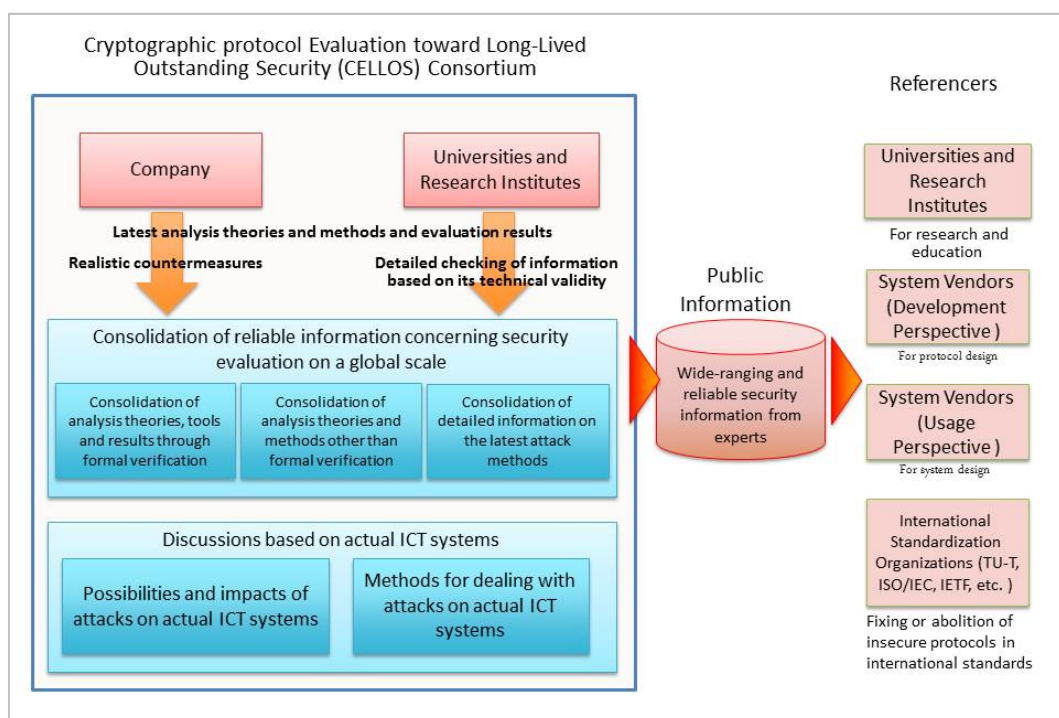 Cryptographic protocol Evaluation toward Long-Lived
Outstanding Security (CELLOS) Consortium
Company
Universities and
Research Institutes
Latest analysis theories and methods and evaluation results
Realistic countermeasures
Detailed checking of information
based on its technical validity
Consolidation of reliable information concerning security
evaluation on a global scale
Consolidation of
analysis theories, tools
and results through
formal verification
Consolidation of
analysis theories and
methods other than
formal verification
Consolidation of
detailed information on
the latest attack
methods
Discussions based on actual ICT systems
Possibilities and impacts of
attacks on actual ICT systems
Methods for dealing with
attacks on actual ICT
systems
Public
Information
Wide-ranging and
reliable security
information from
experts
Referencers
Universities and
Research
Institutes
For research and
education
System Vendors
(Development
Perspective )
For protocol design
System Vendors
(Usage
Perspective )
For system design
International
Standardization
Organizations (TU-T,
ISO/IEC, IETF, etc. )
Fixing or abolition of
insecure protocols in
international standards